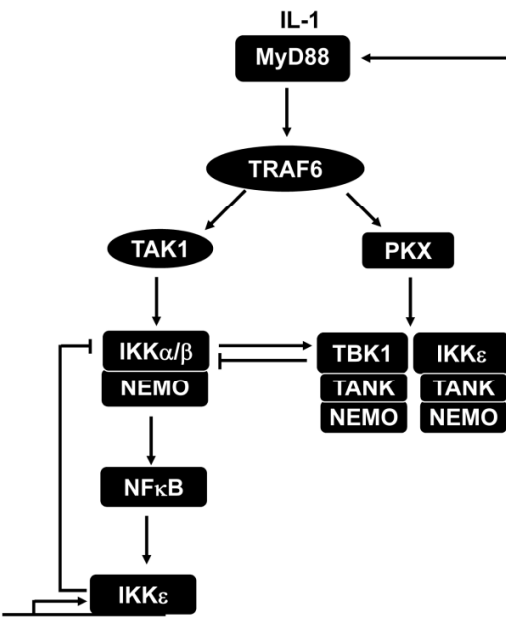 IL-1
MyD88
TRAF6
TAK1
PKX
IKKα/β
NEMO
TBK1
TANK
NEMO
IKKε
TANK
NEMO
NFκB
IKKε